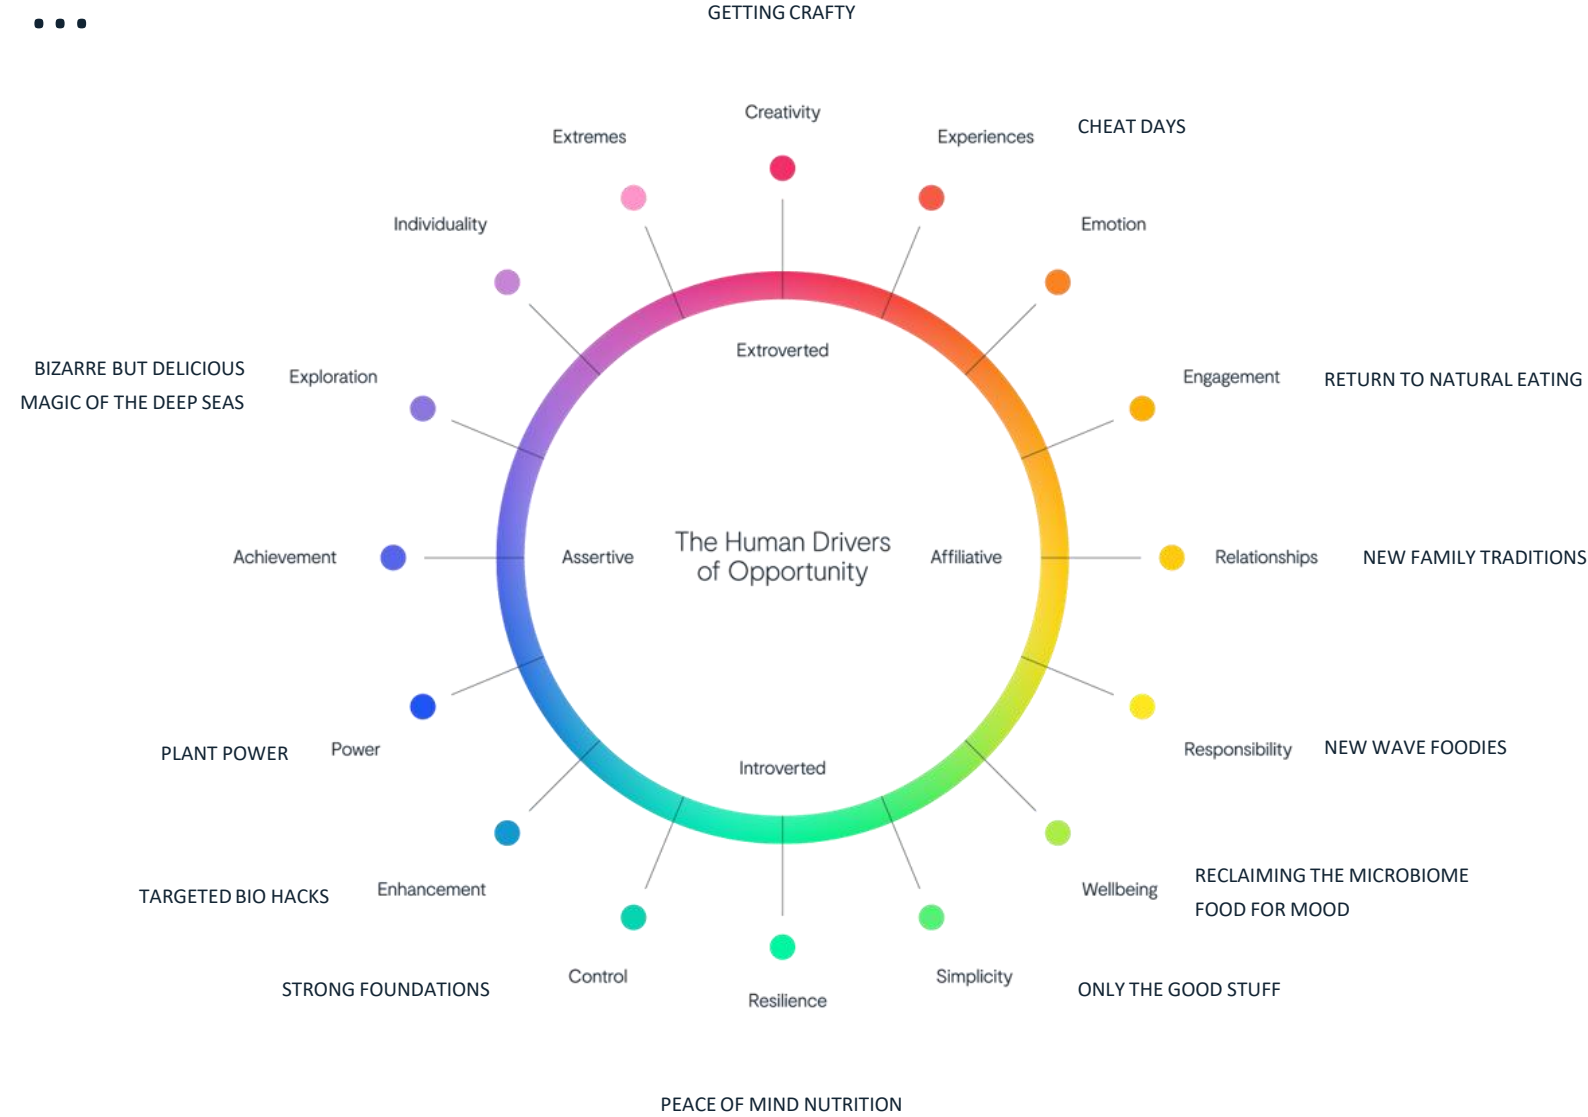 GETTING CRAFTY
Creativity
Extremes
Experiences
CHEAT DAYS
Individuality
Emotion
Extroverted
BIZARRE BUT DELICIOUS
MAGIC OF THE DEEP SEAS
Exploration
Engagement
RETURN TO NATURAL EATING
Achievement
Assertive
The Human Drivers
of Opportunity
Affiliative
Relationships
NEW FAMILY TRADITIONS
PLANT POWER
Power
Introverted
Responsibility
NEW WAVE FOODIES
TARGETED BIO HACKS
Enhancement
Wellbeing
RECLAIMING THE MICROBIOME
FOOD FOR MOOD
STRONG FOUNDATIONS
Control
Resilience
Simplicity
ONLY THE GOOD STUFF
PEACE OF MIND NUTRITION